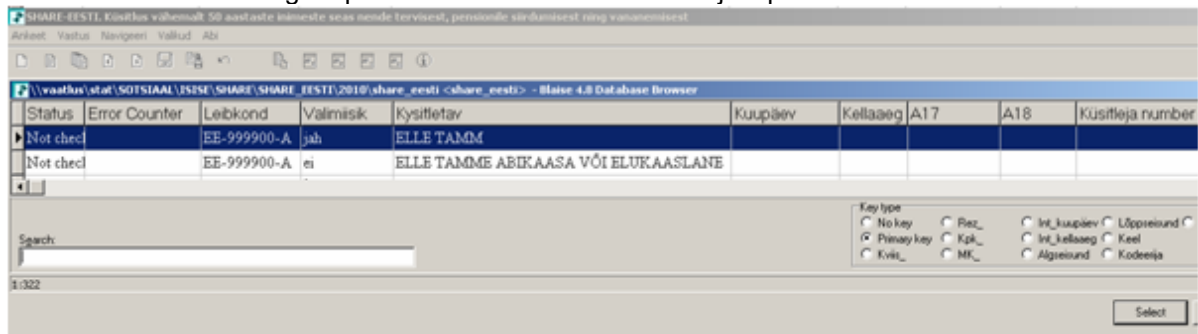 SHARE-EESTI. Küsitlus vähemalt 50 aastaste inimeste seas nende tervisest, pensionile siirdumisest ning vananemisest
Ankeet Vastus Navigeeri Valikud Abi
\\vaatlus\stat\SOTSIAAL\ISISE\SHARE\SHARE_EESTI\2010\share_eesti <share_eesti> - Blaise 4.8 Database Browser
Status Error Counter Leibkond Valimiisik Kysitletav Kuupäev Kellaaeg A17 A18 Küsitleja number
Not checl EE-999900-A jah ELLE TAMM
Not checl EE-999900-A ei ELLE TAMME ABIKAASA VÕI ELUKAASLANE
Key type
No key Rez_ Int_kuupäev Lõppseisund
Search: Primary key Kpk_ Int_kellaaeg Keel
Kviis_ MK_ Algseisund Kodeerija
1:322
Select